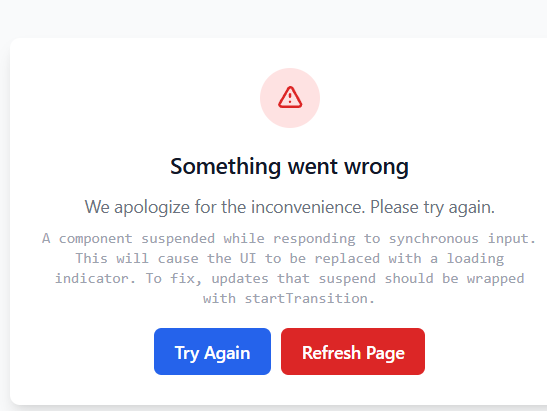 Something went wrong
We apologize for the inconvenience. Please try again.
A component suspended while responding to synchronous input.
This will cause the UI to be replaced with a loading
indicator. To fix, updates that suspend should be wrapped
with startTransition.
Try Again
Refresh Page